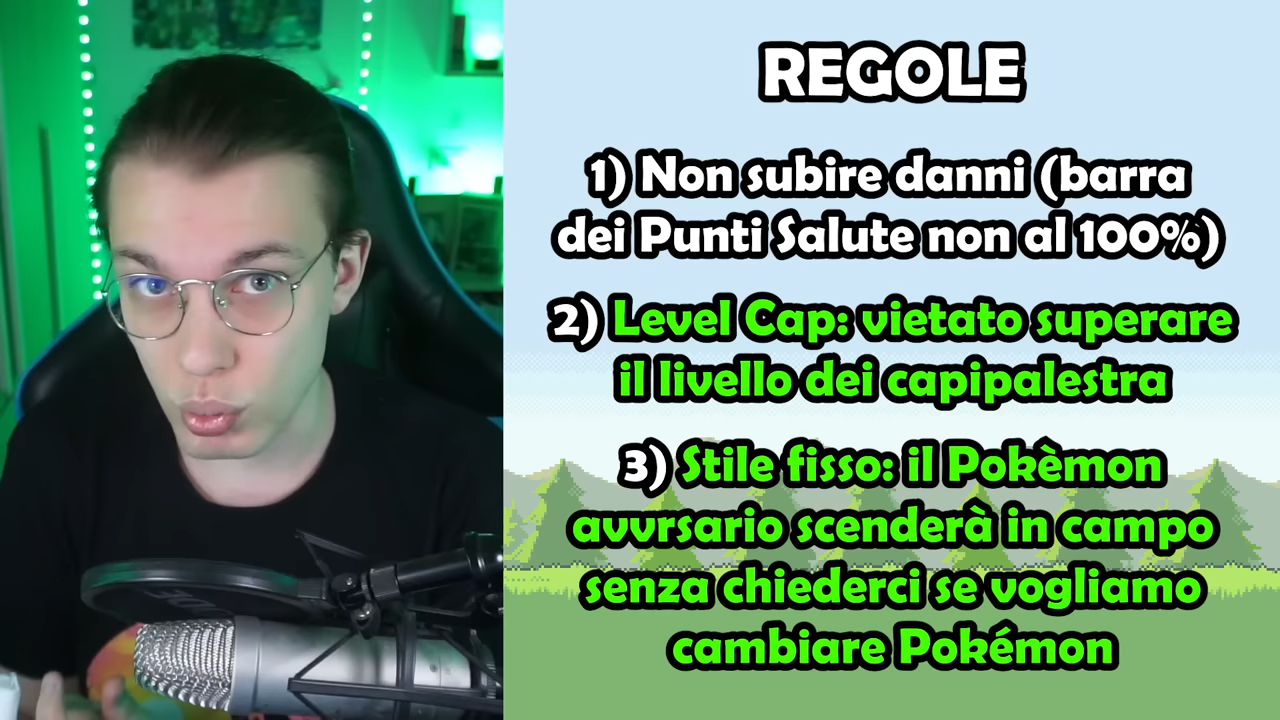 REGOLE
1) Non subire danni (barra
dei Punti Salute non al 100%)
2) Level Cap: vietato superare
il livello dei capipalestra
3) Stile fisso: il Pokèmon
avvrsario scenderà in campo
senza chiederci se vogliamo
cambiare Pokémon